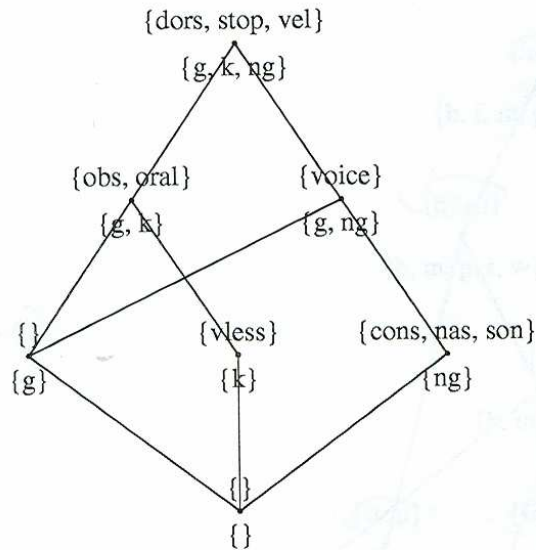 {dors, stop, vel}
{g, k, ng}
{obs, oral} {voice}
{g, k} {g, ng}
{} {vless} {cons, nas, son}
{g} {k} {ng}
{}
{}